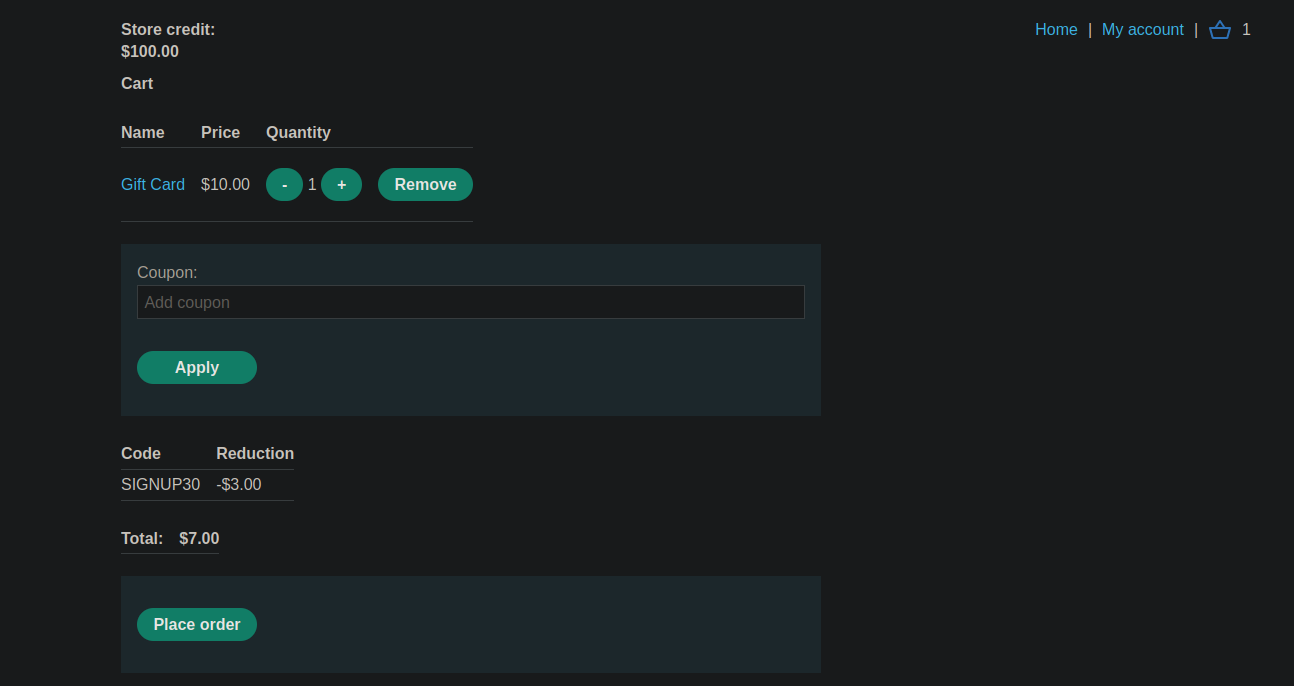 Store credit:
$100.00
Home | My account | 1
Cart
Name Price Quantity
Gift Card $10.00 - 1 + Remove
Coupon:
Add coupon
Apply
Code Reduction
SIGNUP30 -$3.00
Total: $7.00
Place order